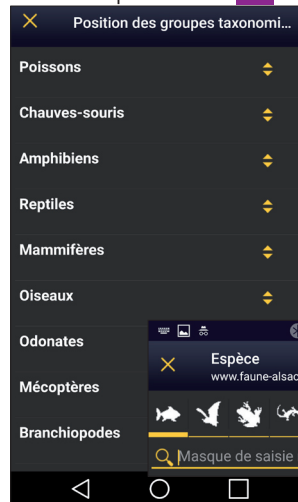 Position des groupes taxonomi...
Poissons
Chauves-souris
Amphibiens
Reptiles
Mammifères
Oiseaux
Odonates
Mécoptères
Branchiopodes
Espèce
www.faune-alsac
Masque de saisie